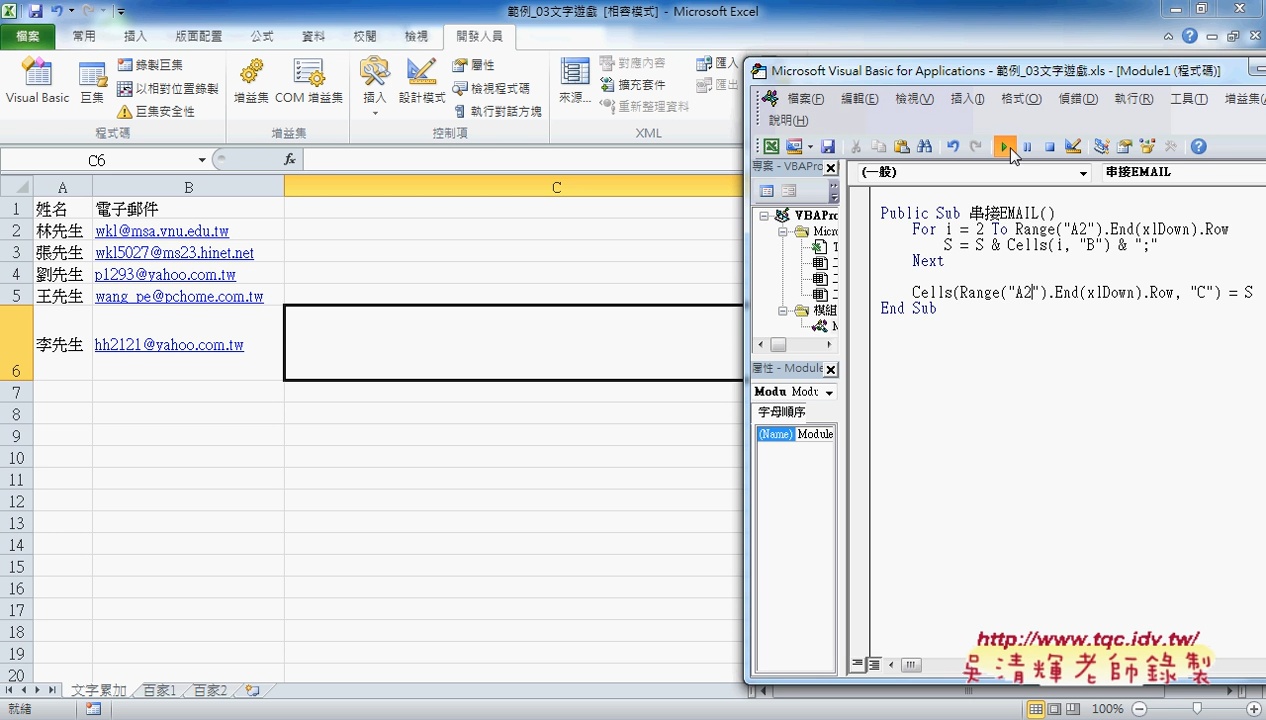 範例_03文字遊戲 [相容模式] - Microsoft Excel
檔案 常用 插入 版面配置 公式 資料 校閱 檢視 開發人員
Visual Basic 巨集 錄製巨集 以相對位置錄製 巨集安全性 程式碼
增益集 COM 增益集 增益集
插入 設計模式 屬性 檢視程式碼 執行對話方塊 控制項
來源... 對應內容 擴充套件 重新整理資料 匯入 匯出 XML
C6 fx
A B C
1 姓名 電子郵件
2 林先生 wkl@msa.vnu.edu.tw
3 張先生 wkl5027@ms23.hinet.net
4 劉先生 p1293@yahoo.com.tw
5 王先生 wang_pe@pchome.com.tw
6 李先生 hh2121@yahoo.com.tw
7
8
9
10
11
12
13
14
15
16
17
18
19
20
文字累加 百家1 百家2
就緒
100%
Microsoft Visual Basic for Applications - 範例_03文字遊戲.xls - [Module1 (程式碼)]
檔案(F) 編輯(E) 檢視(V) 插入(I) 格式(O) 偵錯(D) 執行(R) 工具(T) 增益集(A
說明(H)
專案 - VBAPro
VBAPro
Micro
模組
屬性 - Module
Modu Modu
字母順序
(Name) Module
(一般) 串接EMAIL
Public Sub 串接EMAIL()
For i = 2 To Range("A2").End(xlDown).Row
S = S & Cells(i, "B") & ";"
Next
Cells(Range("A2").End(xlDown).Row, "C") = S
End Sub
http://www.tqc.idv.tw/
吳清輝老師錄製